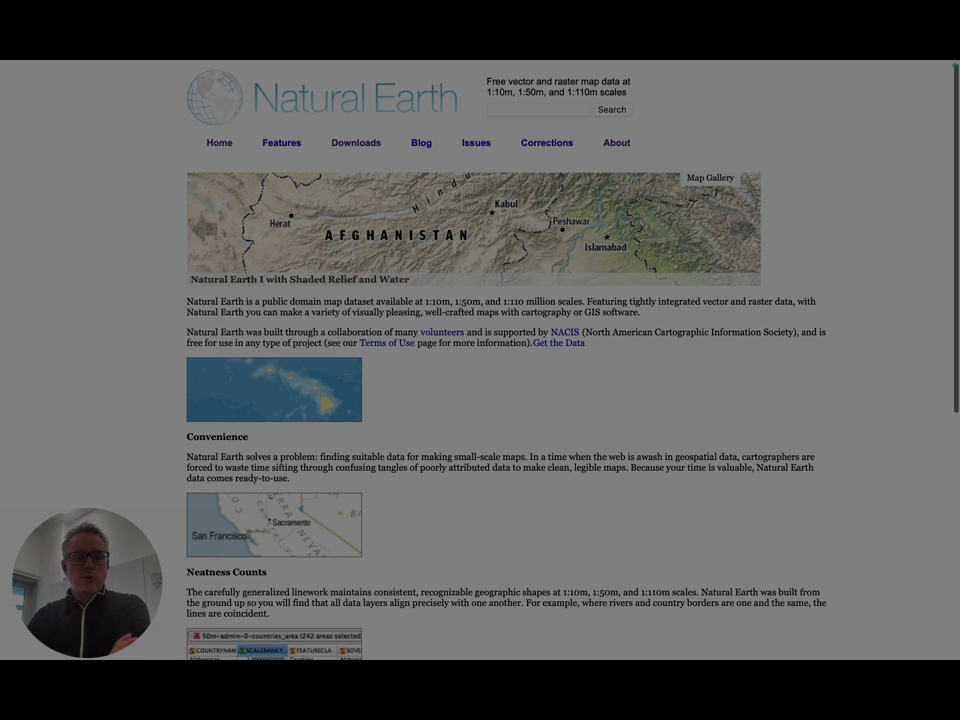 Natural Earth
Free vector and raster map data at
1:10m, 1:50m, and 1:110m scales
Search
Home Features Downloads Blog Issues Corrections About
Map Gallery
Hindu
Kabul
Herat
Peshawar
AFGHANISTAN
Islamabad
Natural Earth I with Shaded Relief and Water
Natural Earth is a public domain map dataset available at 1:10m, 1:50m, and 1:110 million scales. Featuring tightly integrated vector and raster data, with
Natural Earth you can make a variety of visually pleasing, well-crafted maps with cartography or GIS software.
Natural Earth was built through a collaboration of many volunteers and is supported by NACIS (North American Cartographic Information Society), and is
free for use in any type of project (see our Terms of Use page for more information).Get the Data
Convenience
Natural Earth solves a problem: finding suitable data for making small-scale maps. In a time when the web is awash in geospatial data, cartographers are
forced to waste time sifting through confusing tangles of poorly attributed data to make clean, legible maps. Because your time is valuable, Natural Earth
data comes ready-to-use.
Sacramento
San Francisco
Neatness Counts
The carefully generalized linework maintains consistent, recognizable geographic shapes at 1:10m, 1:50m, and 1:110m scales. Natural Earth was built from
the ground up so you will find that all data layers align precisely with one another. For example, where rivers and country borders are one and the same, the
lines are coincident.
50m-admin-0-countries_area (242 areas selected
COUNTRYNAM SCALERANK FEATURECLA SOVE